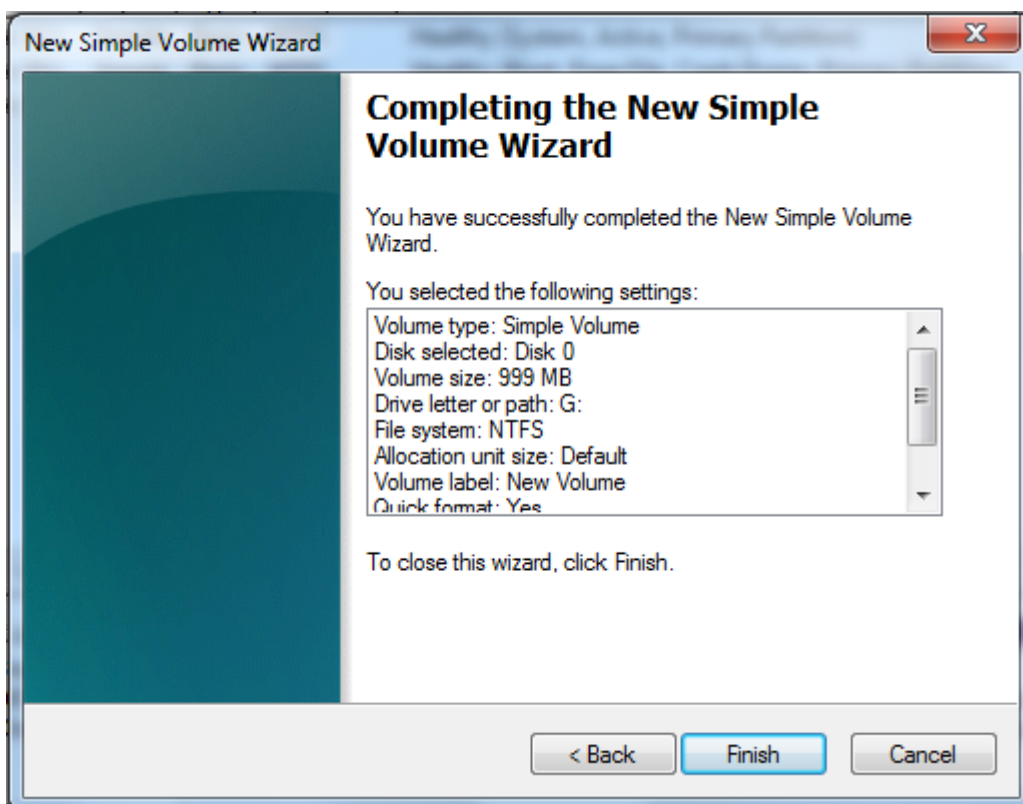 New Simple Volume Wizard
Completing the New Simple
Volume Wizard
You have successfully completed the New Simple Volume
Wizard.
You selected the following settings:
Volume type: Simple Volume
Disk selected: Disk 0
Volume size: 999 MB
Drive letter or path: G:
File system: NTFS
Allocation unit size: Default
Volume label: New Volume
Quick format: Yes
To close this wizard, click Finish.
< Back
Finish
Cancel